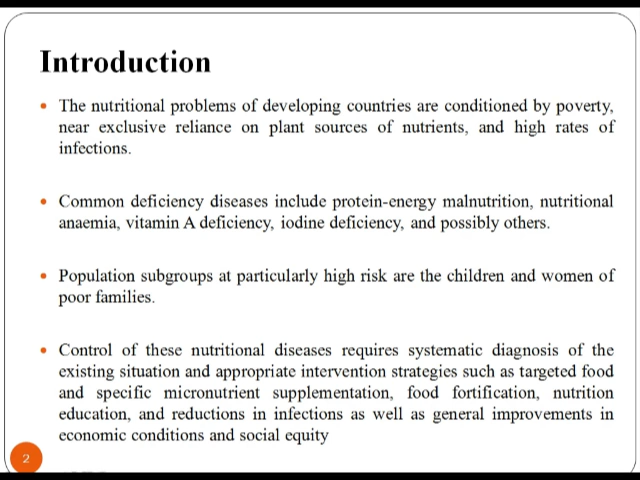 Introduction
• The nutritional problems of developing countries are conditioned by poverty,
near exclusive reliance on plant sources of nutrients, and high rates of
infections.
• Common deficiency diseases include protein-energy malnutrition, nutritional
anaemia, vitamin A deficiency, iodine deficiency, and possibly others.
• Population subgroups at particularly high risk are the children and women of
poor families.
• Control of these nutritional diseases requires systematic diagnosis of the
existing situation and appropriate intervention strategies such as targeted food
and specific micronutrient supplementation, food fortification, nutrition
education, and reductions in infections as well as general improvements in
economic conditions and social equity
2